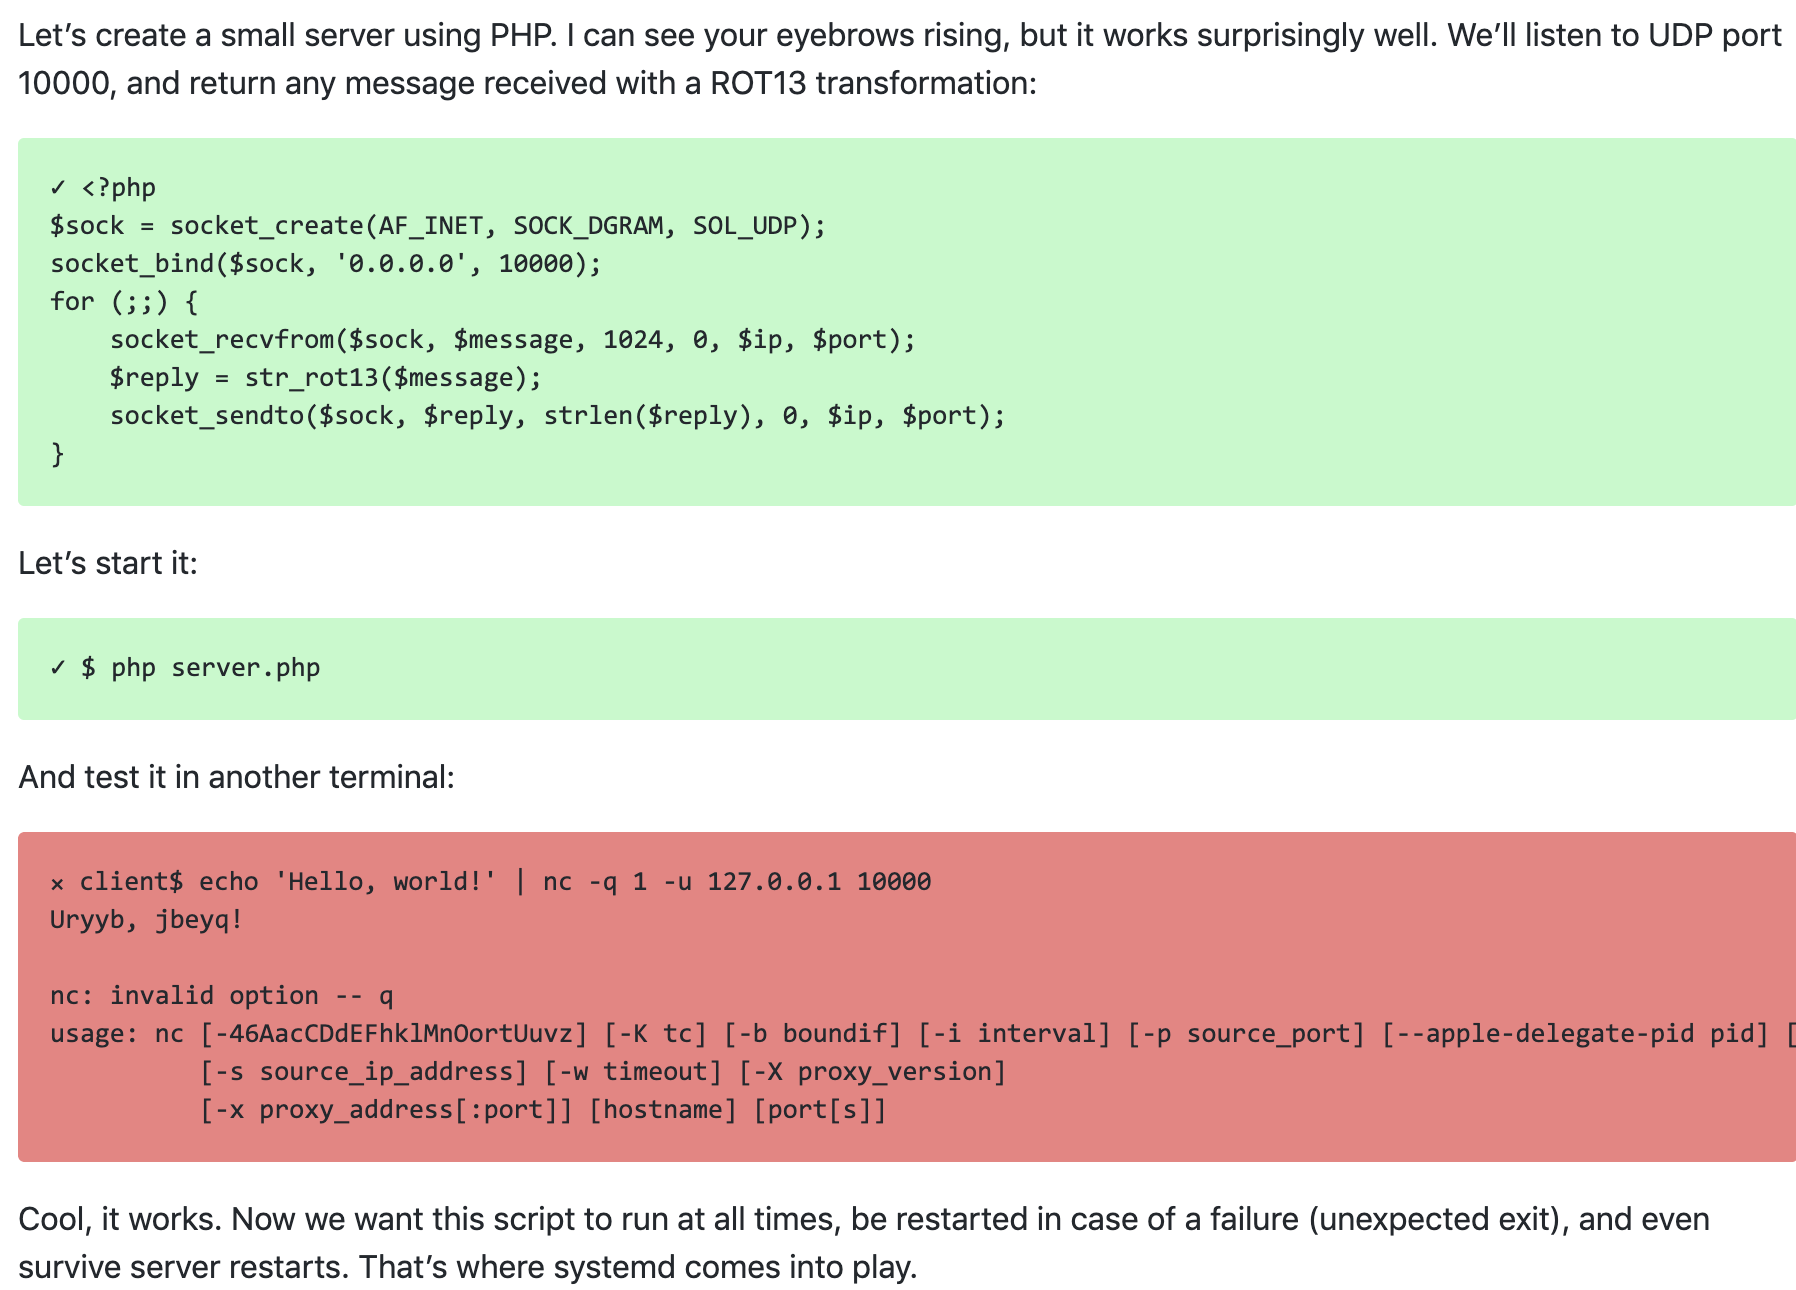 Let’s create a small server using PHP. I can see your eyebrows rising, but it works surprisingly well. We’ll listen to UDP port
10000, and return any message received with a ROT13 transformation:
✓ <?php
$sock = socket_create(AF_INET, SOCK_DGRAM, SOL_UDP);
socket_bind($sock, '0.0.0.0', 10000);
for (;;) {
    socket_recvfrom($sock, $message, 1024, 0, $ip, $port);
    $reply = str_rot13($message);
    socket_sendto($sock, $reply, strlen($reply), 0, $ip, $port);
}
Let’s start it:
✓ $ php server.php
And test it in another terminal:
× client$ echo 'Hello, world!' | nc -q 1 -u 127.0.0.1 10000
Uryyb, jbeyq!
nc: invalid option -- q
usage: nc [-46AacCDdEFhklMnOortUuvz] [-K tc] [-b boundif] [-i interval] [-p source_port] [--apple-delegate-pid pid] [
          [-s source_ip_address] [-w timeout] [-X proxy_version]
          [-x proxy_address[:port]] [hostname] [port[s]]
Cool, it works. Now we want this script to run at all times, be restarted in case of a failure (unexpected exit), and even
survive server restarts. That’s where systemd comes into play.